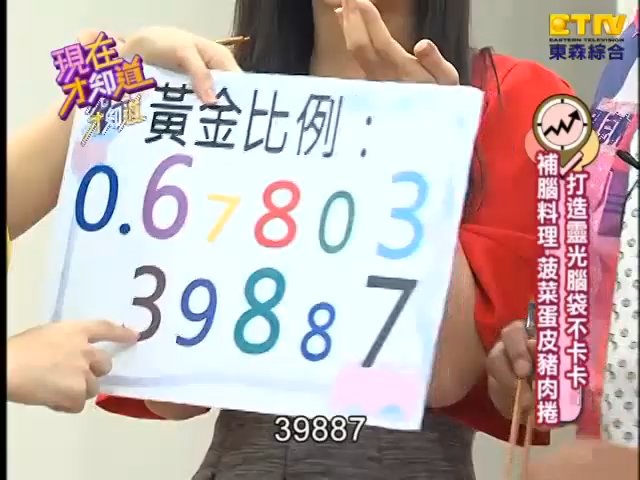 現在
才知道
才知道
ETTV
EASTERN TELEVISION
東森綜合
黃金比例：
0.67803
39887
打造靈光腦袋不卡卡
補腦料理 菠菜蛋皮豬肉捲
39887